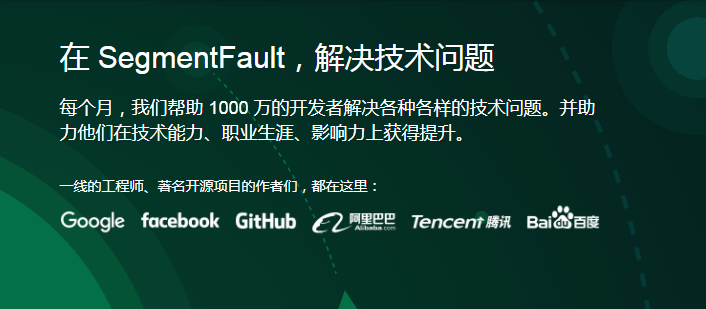 在 SegmentFault，解决技术问题
每个月，我们帮助 1000 万的开发者解决各种各样的技术问题。并助
力他们在技术能力、职业生涯、影响力上获得提升。
一线的工程师、著名开源项目的作者们，都在这里：
Google facebook GitHub 阿里巴巴 Alibaba.com Tencent 腾讯 Bai du 百度